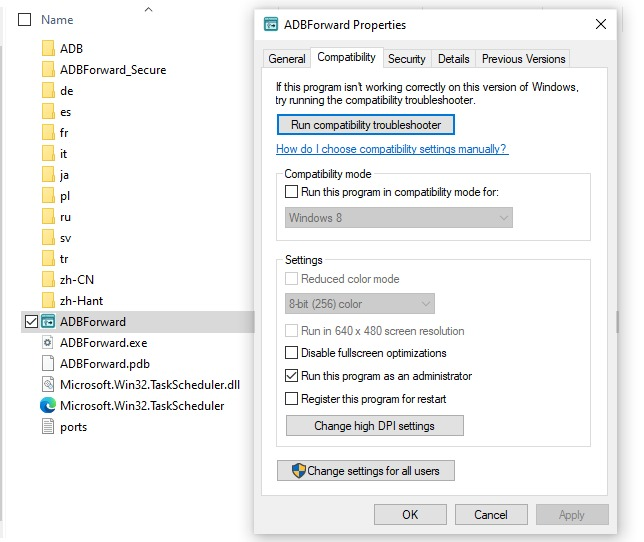 Name
ADB
ADBForward_Secure
de
es
fr
it
ja
pl
ru
sv
tr
zh-CN
zh-Hant
ADBForward
ADBForward.exe
ADBForward.pdb
Microsoft.Win32.TaskScheduler.dll
Microsoft.Win32.TaskScheduler
ports
ADBForward Properties
General Compatibility Security Details Previous Versions
If this program isn't working correctly on this version of Windows,
try running the compatibility troubleshooter.
Run compatibility troubleshooter
How do I choose compatibility settings manually?
Compatibility mode
Run this program in compatibility mode for:
Windows 8
Settings
Reduced color mode
8-bit (256) color
Run in 640 x 480 screen resolution
Disable fullscreen optimizations
Run this program as an administrator
Register this program for restart
Change high DPI settings
Change settings for all users
OK Cancel Apply